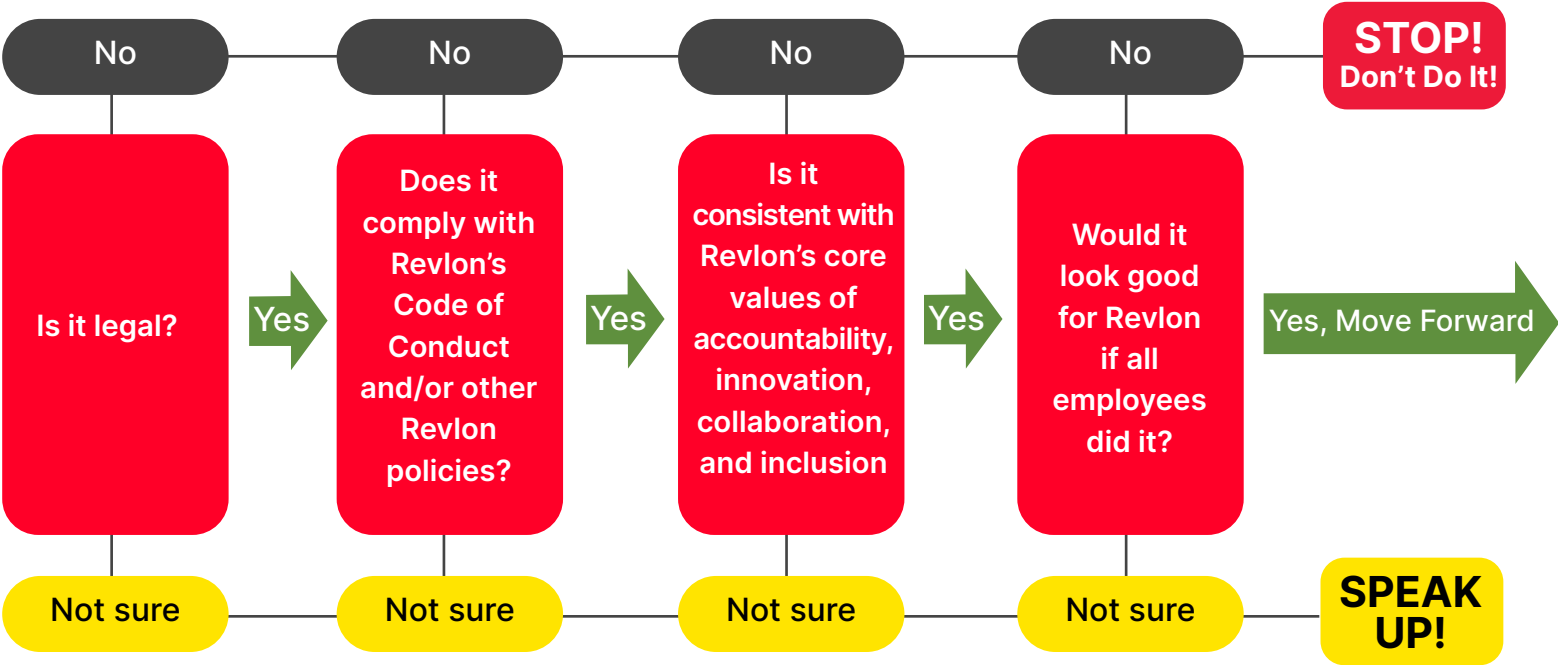 No
No
No
No
STOP!
Don't Do It!
Is it legal?
Yes
Does it
comply with
Revlon's
Code of
Conduct
and/or other
Revlon
policies?
Yes
Is it
consistent with
Revlon's core
values of
accountability,
innovation,
collaboration,
and inclusion
Yes
Would it
look good
for Revlon
if all
employees
did it?
Yes, Move Forward
Not sure
Not sure
Not sure
Not sure
SPEAK
UP!